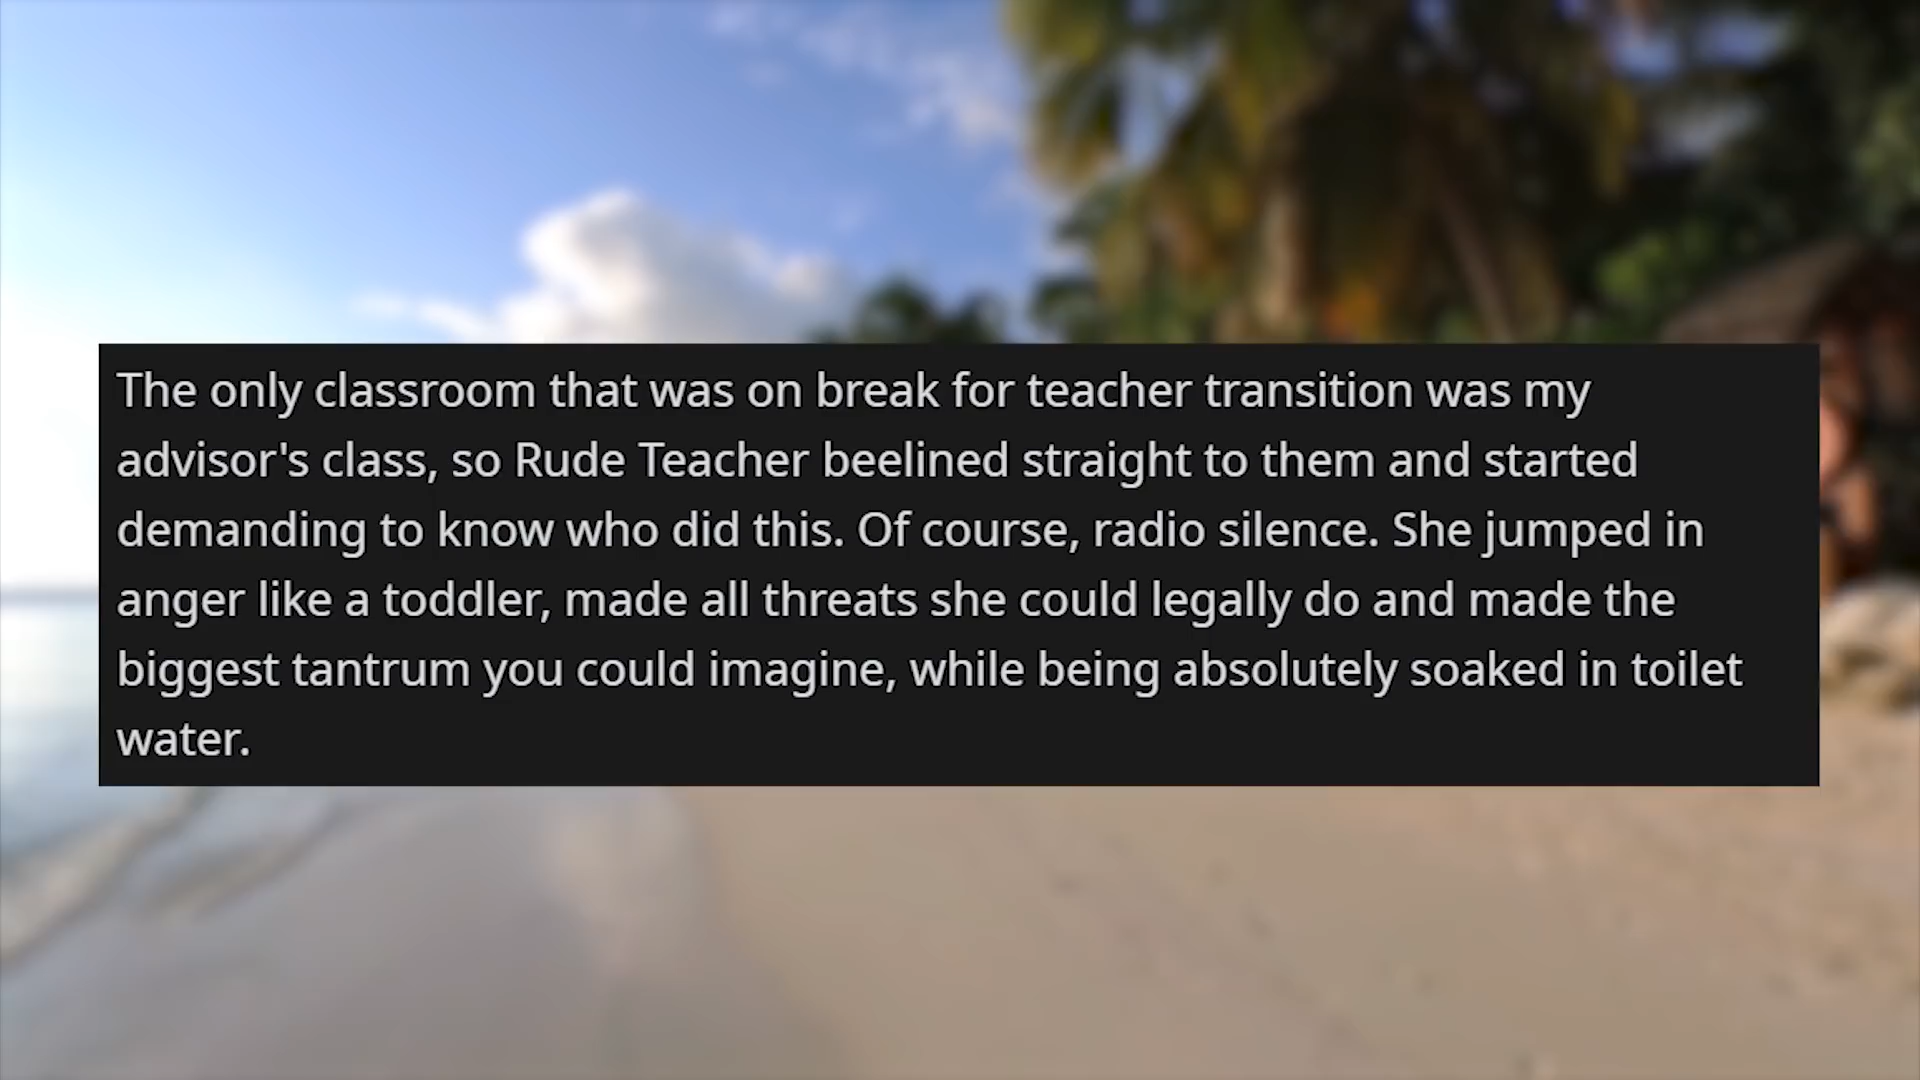 The only classroom that was on break for teacher transition was my
advisor's class, so Rude Teacher beelined straight to them and started
demanding to know who did this. Of course, radio silence. She jumped in
anger like a toddler, made all threats she could legally do and made the
biggest tantrum you could imagine, while being absolutely soaked in toilet
water.